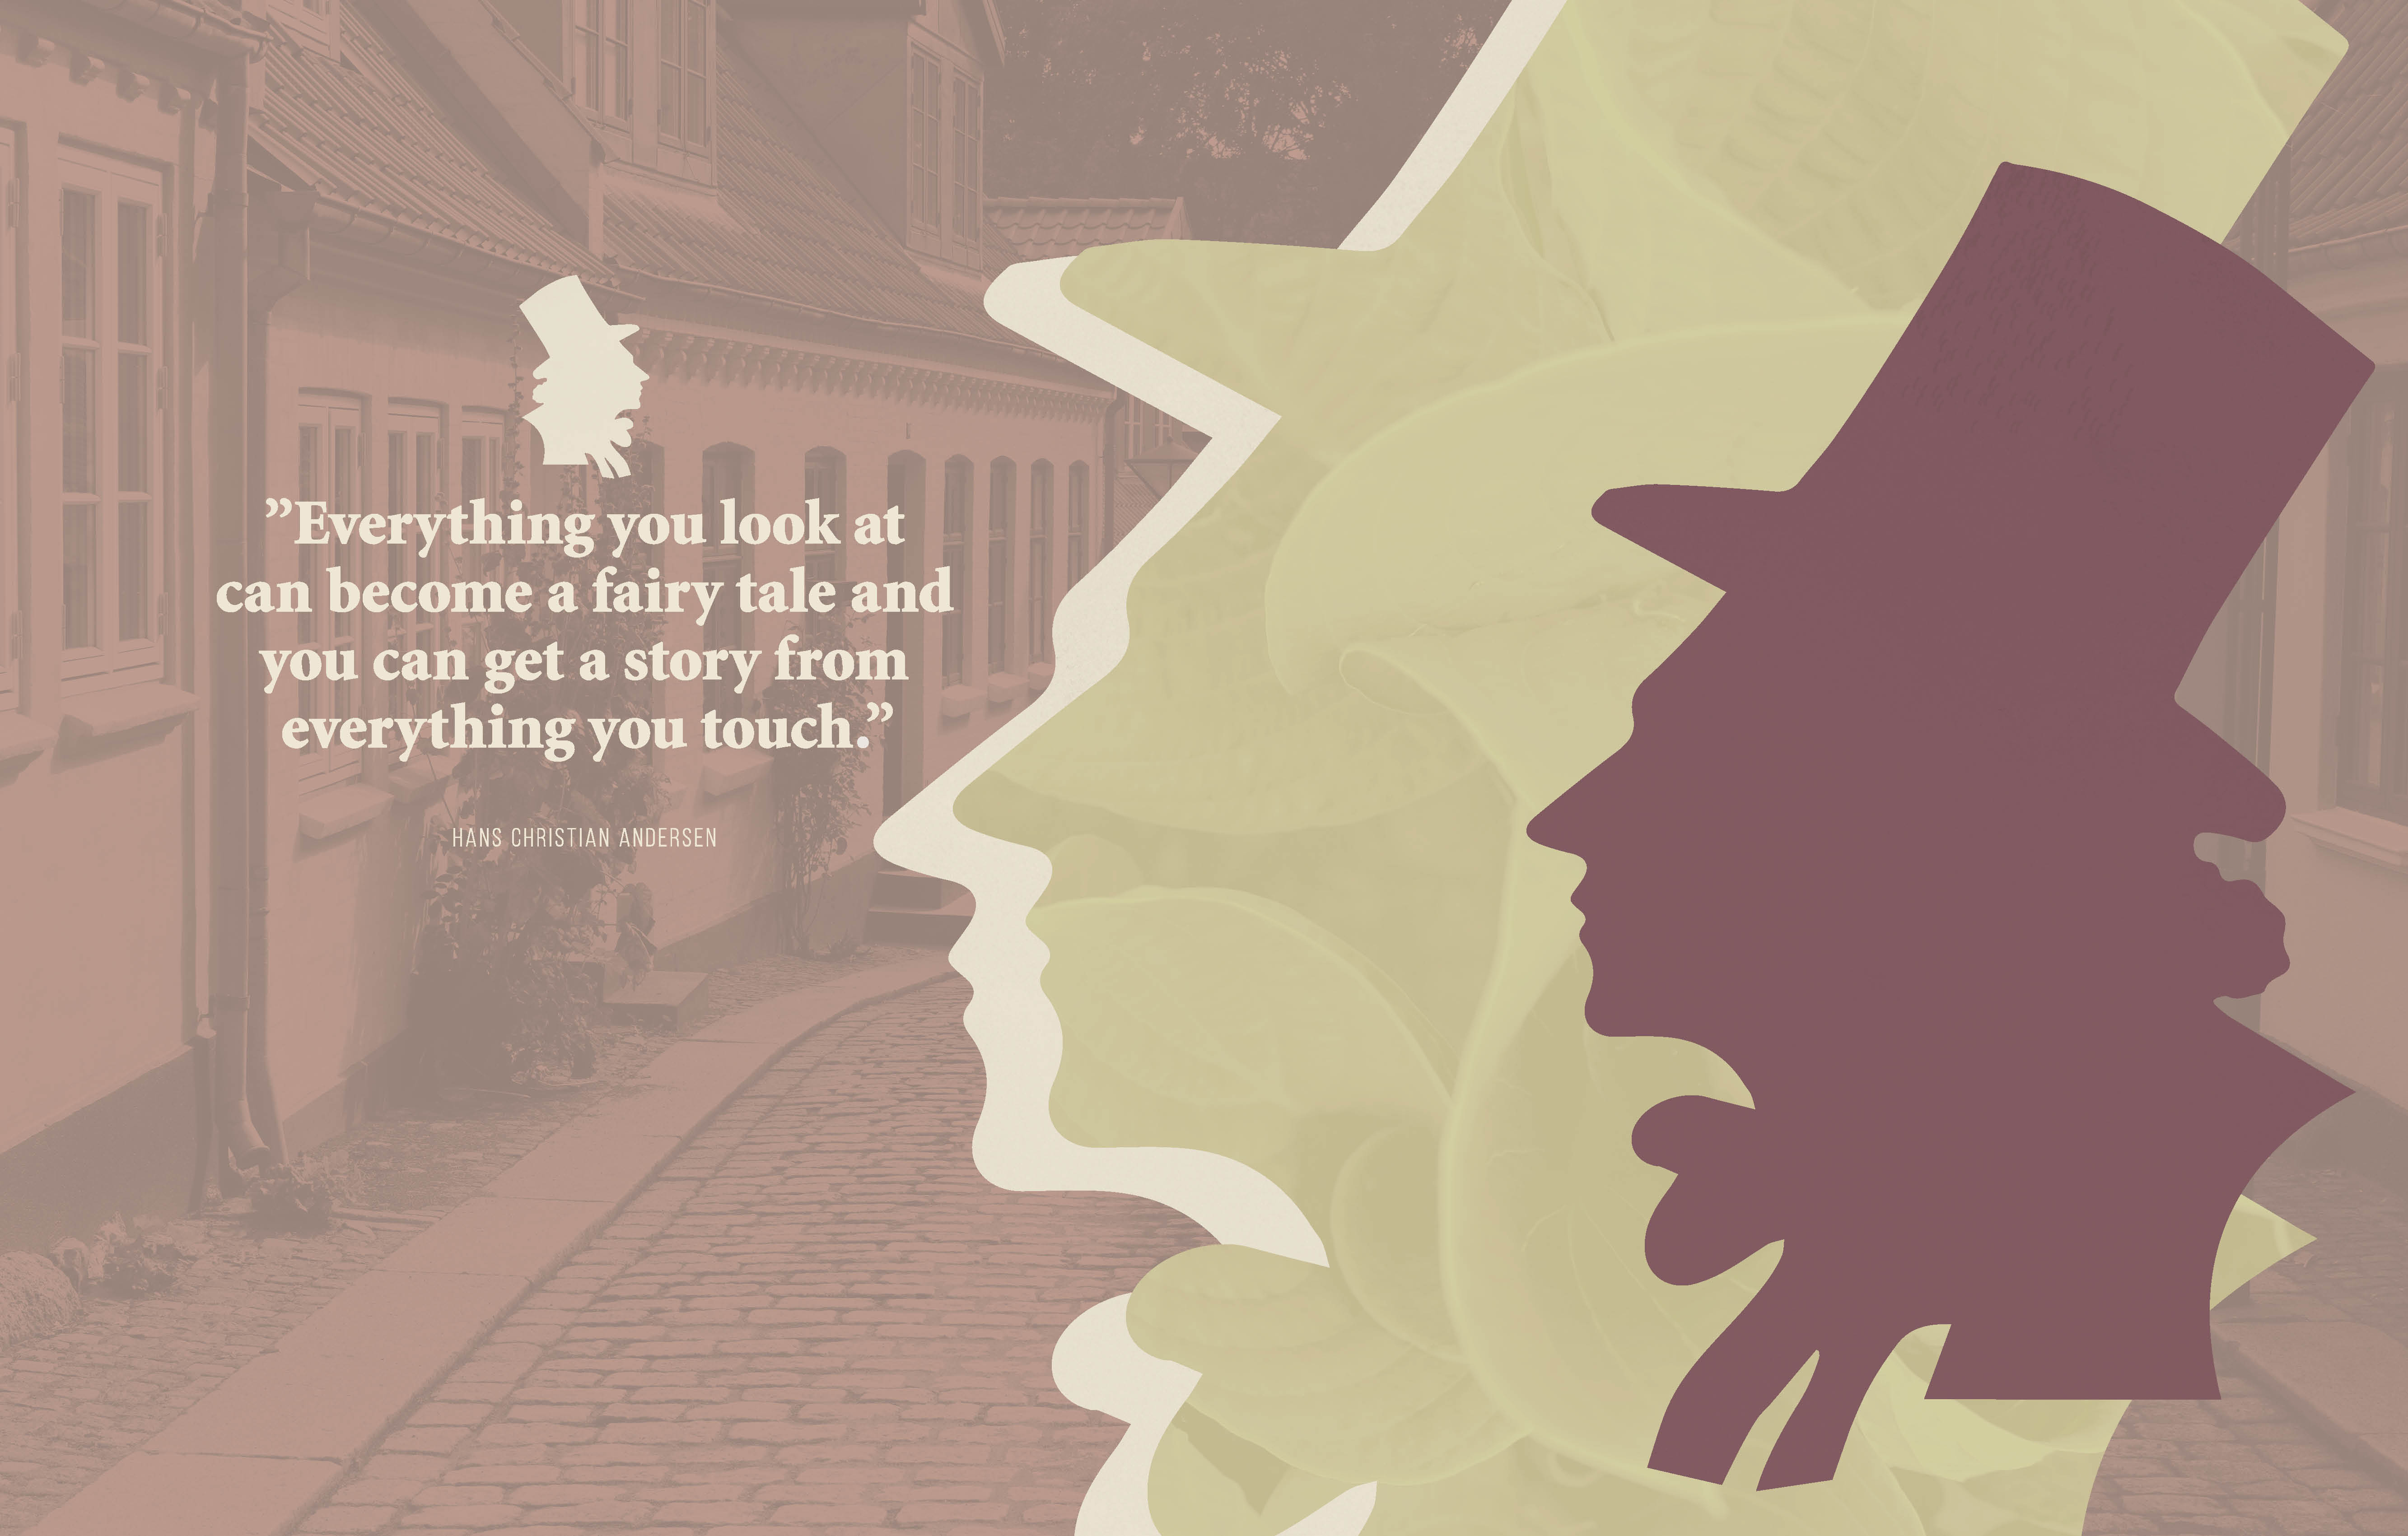 ”Everything you look at
can become a fairy tale and
you can get a story from
everything you touch.”
HANS CHRISTIAN ANDERSEN